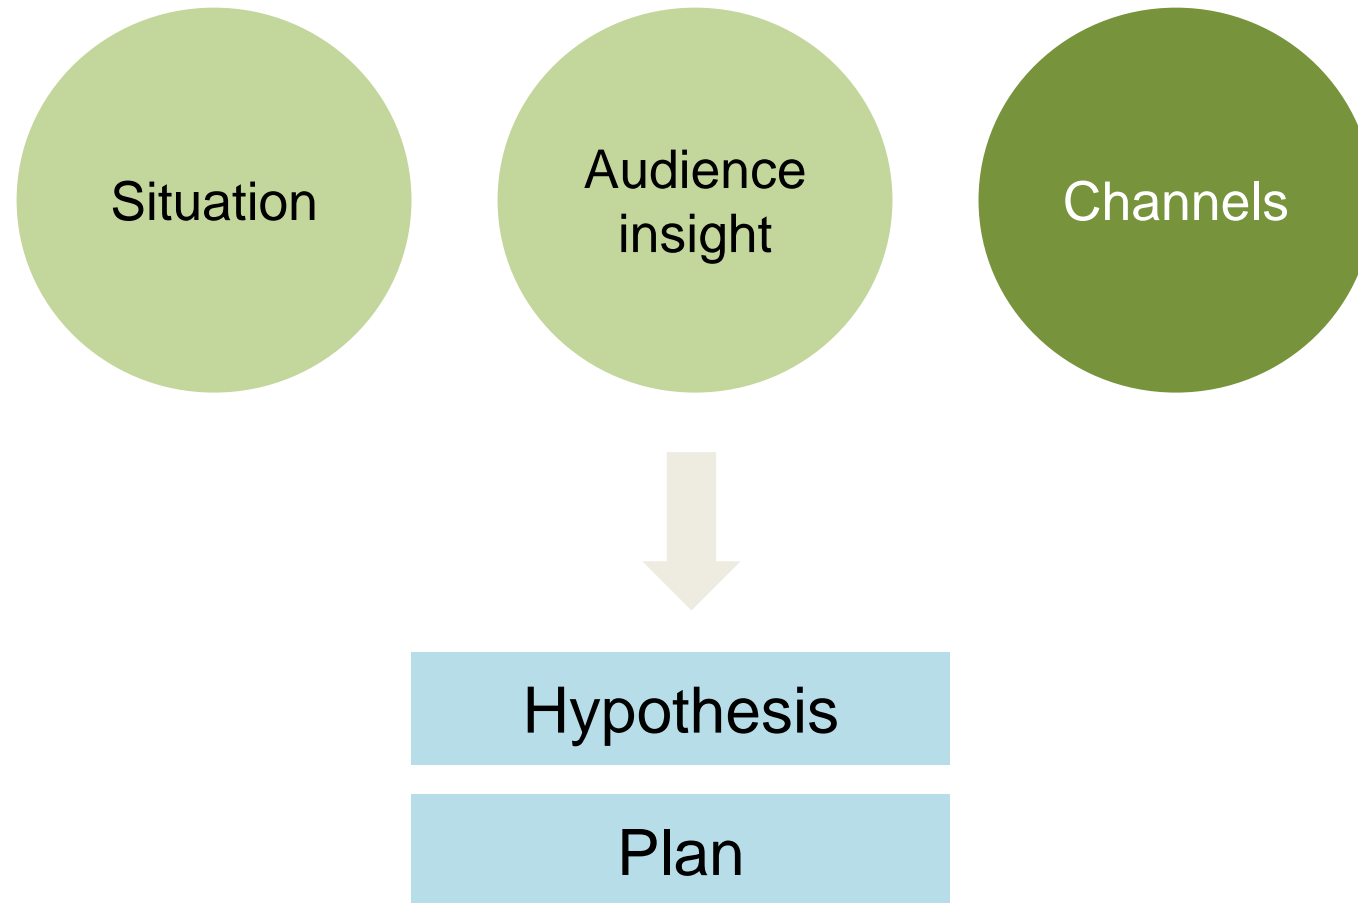 Situation
Audience
insight
Channels
Hypothesis
Plan